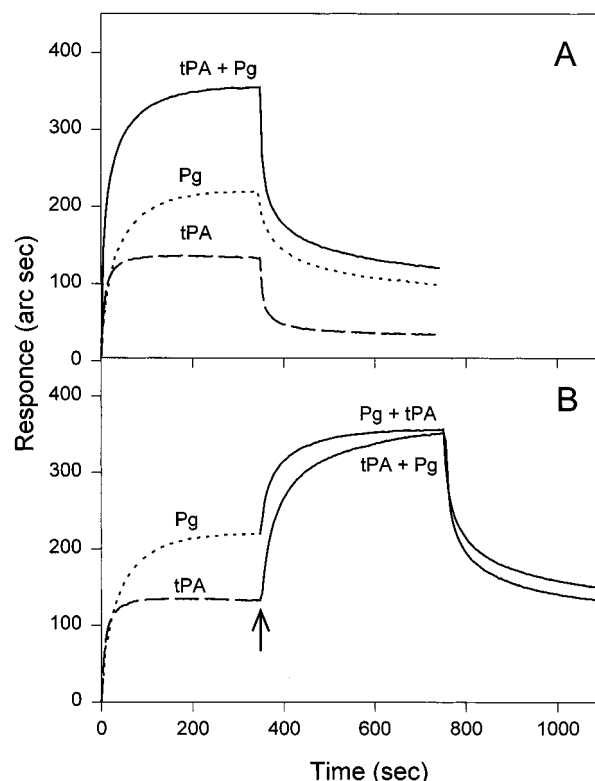 400
A
tPA + Pg
300
Pg
200
tPA
100
0
Responce (arc sec)
400
B
Pg + tPA
tPA + Pg
300
Pg
200
tPA
100
0
0 200 400 600 800 1000
Time (sec)